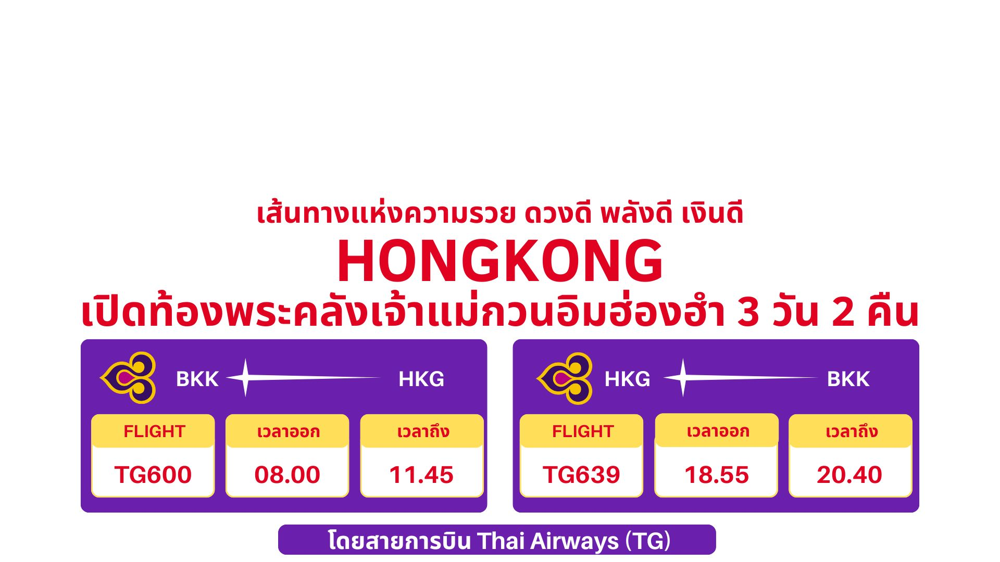 เส้นทางแห่งความรวย ดวงดี พลังดี เงินดี
HONGKONG
เปิดท้องพระคลังเจ้าแม่กวนอิมฮ่องฮำ 3 วัน 2 คืน
BKK HKG
FLIGHT เวลาออก เวลาถึง
TG600 08.00 11.45
HKG BKK
FLIGHT เวลาออก เวลาถึง
TG639 18.55 20.40
โดยสายการบิน Thai Airways (TG)